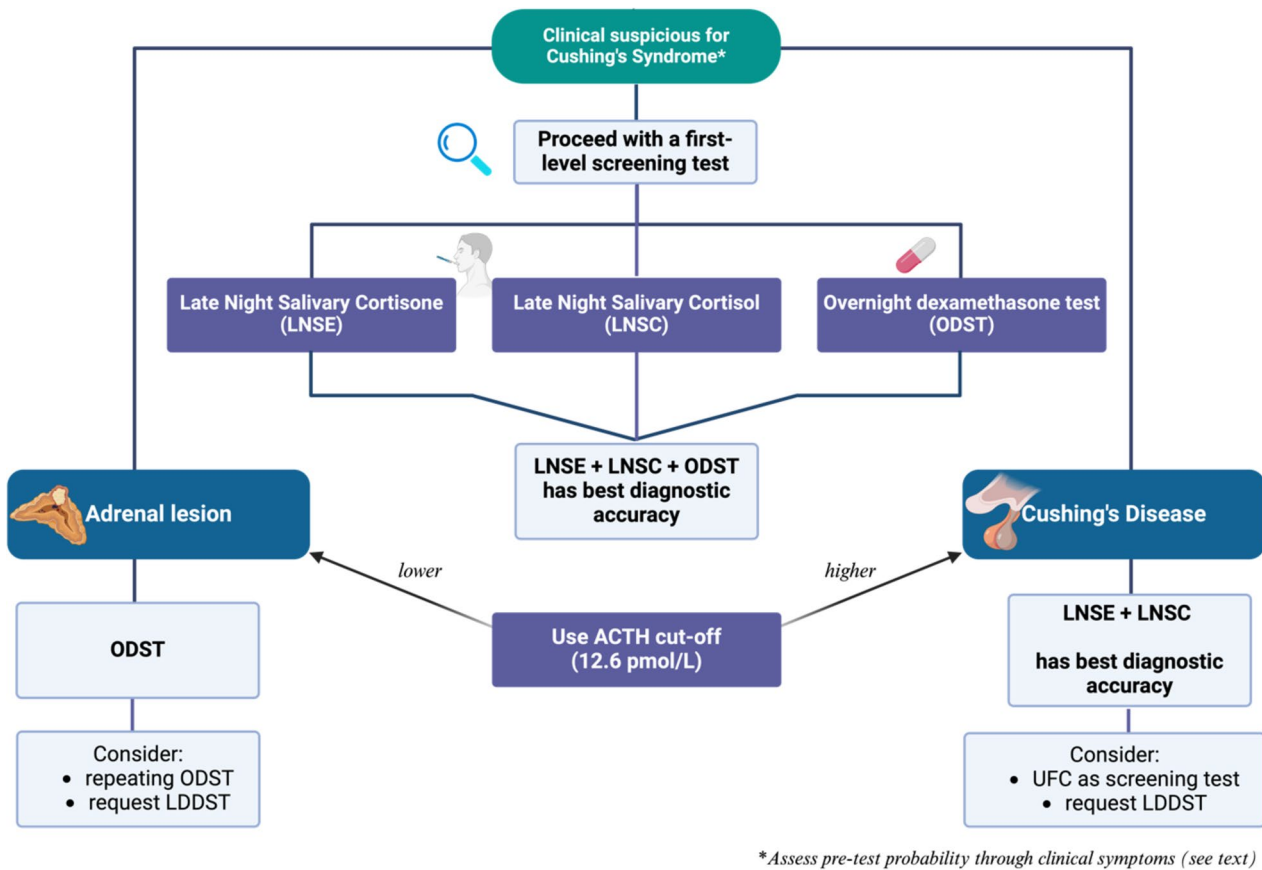 Clinical suspicious for
Cushing's Syndrome*
Proceed with a first-
level screening test
Late Night Salivary Cortisone
(LNSE)
Late Night Salivary Cortisol
(LNSC)
Overnight dexamethasone test
(ODST)
LNSE + LNSC + ODST
has best diagnostic
accuracy
Adrenal lesion
Cushing's Disease
lower
higher
Use ACTH cut-off
(12.6 pmol/L)
ODST
LNSE + LNSC
has best diagnostic
accuracy
Consider:
• repeating ODST
• request LDDST
Consider:
• UFC as screening test
• request LDDST
*Assess pre-test probability through clinical symptoms (see text)